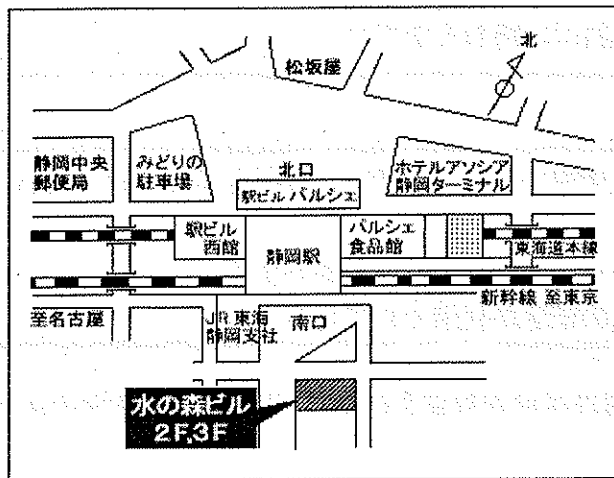 北
松坂屋
静岡中央
郵便局
みどりの
駐車場
北口
駅ビル パルシェ
ホテルアソシア
静岡ターミナル
駅ビル
西館
静岡駅
パルシェ
食品館
東海道本線
新幹線 至東京
至名古屋
JR東海
静岡支社
南口
水の森ビル
2F,3F